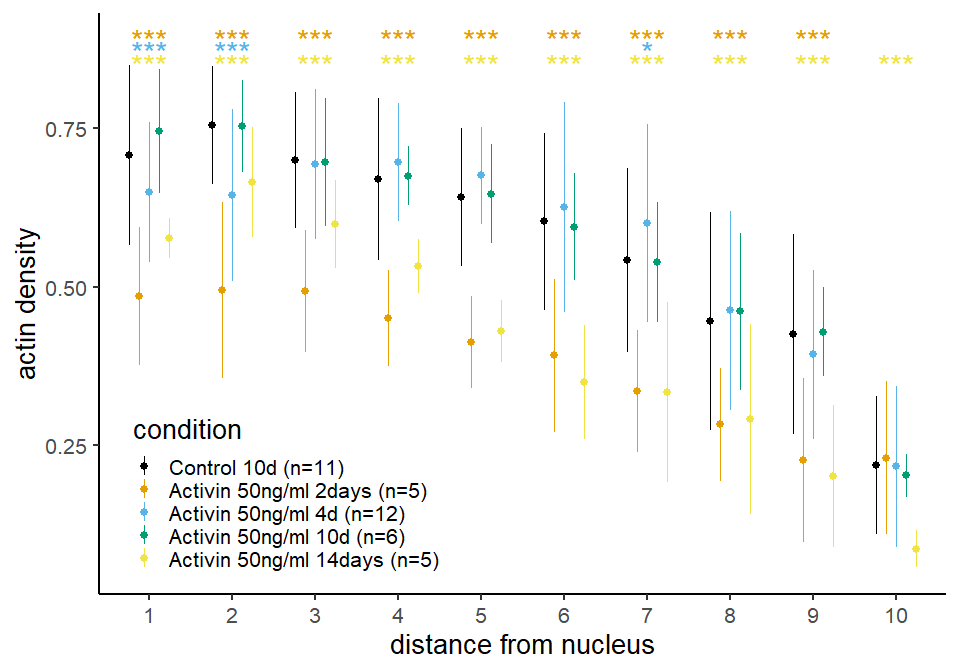 *** *** *** *** *** *** *** *** ***
*** *** *
*** *** *** *** *** *** *** *** *** ***
0.75
0.50
0.25
actin density
condition
Control 10d (n=11)
Activin 50ng/ml 2days (n=5)
Activin 50ng/ml 4d (n=12)
Activin 50ng/ml 10d (n=6)
Activin 50ng/ml 14days (n=5)
1 2 3 4 5 6 7 8 9 10
distance from nucleus